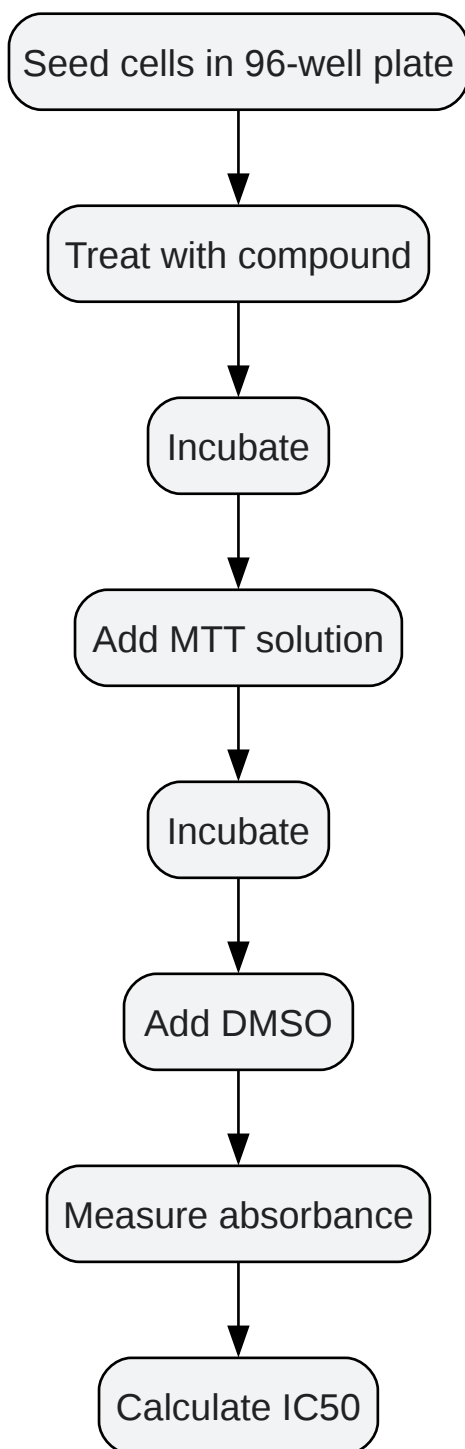 Seed cells in 96-well plate
Treat with compound
Incubate
Add MTT solution
Incubate
Add DMSO
Measure absorbance
Calculate IC50